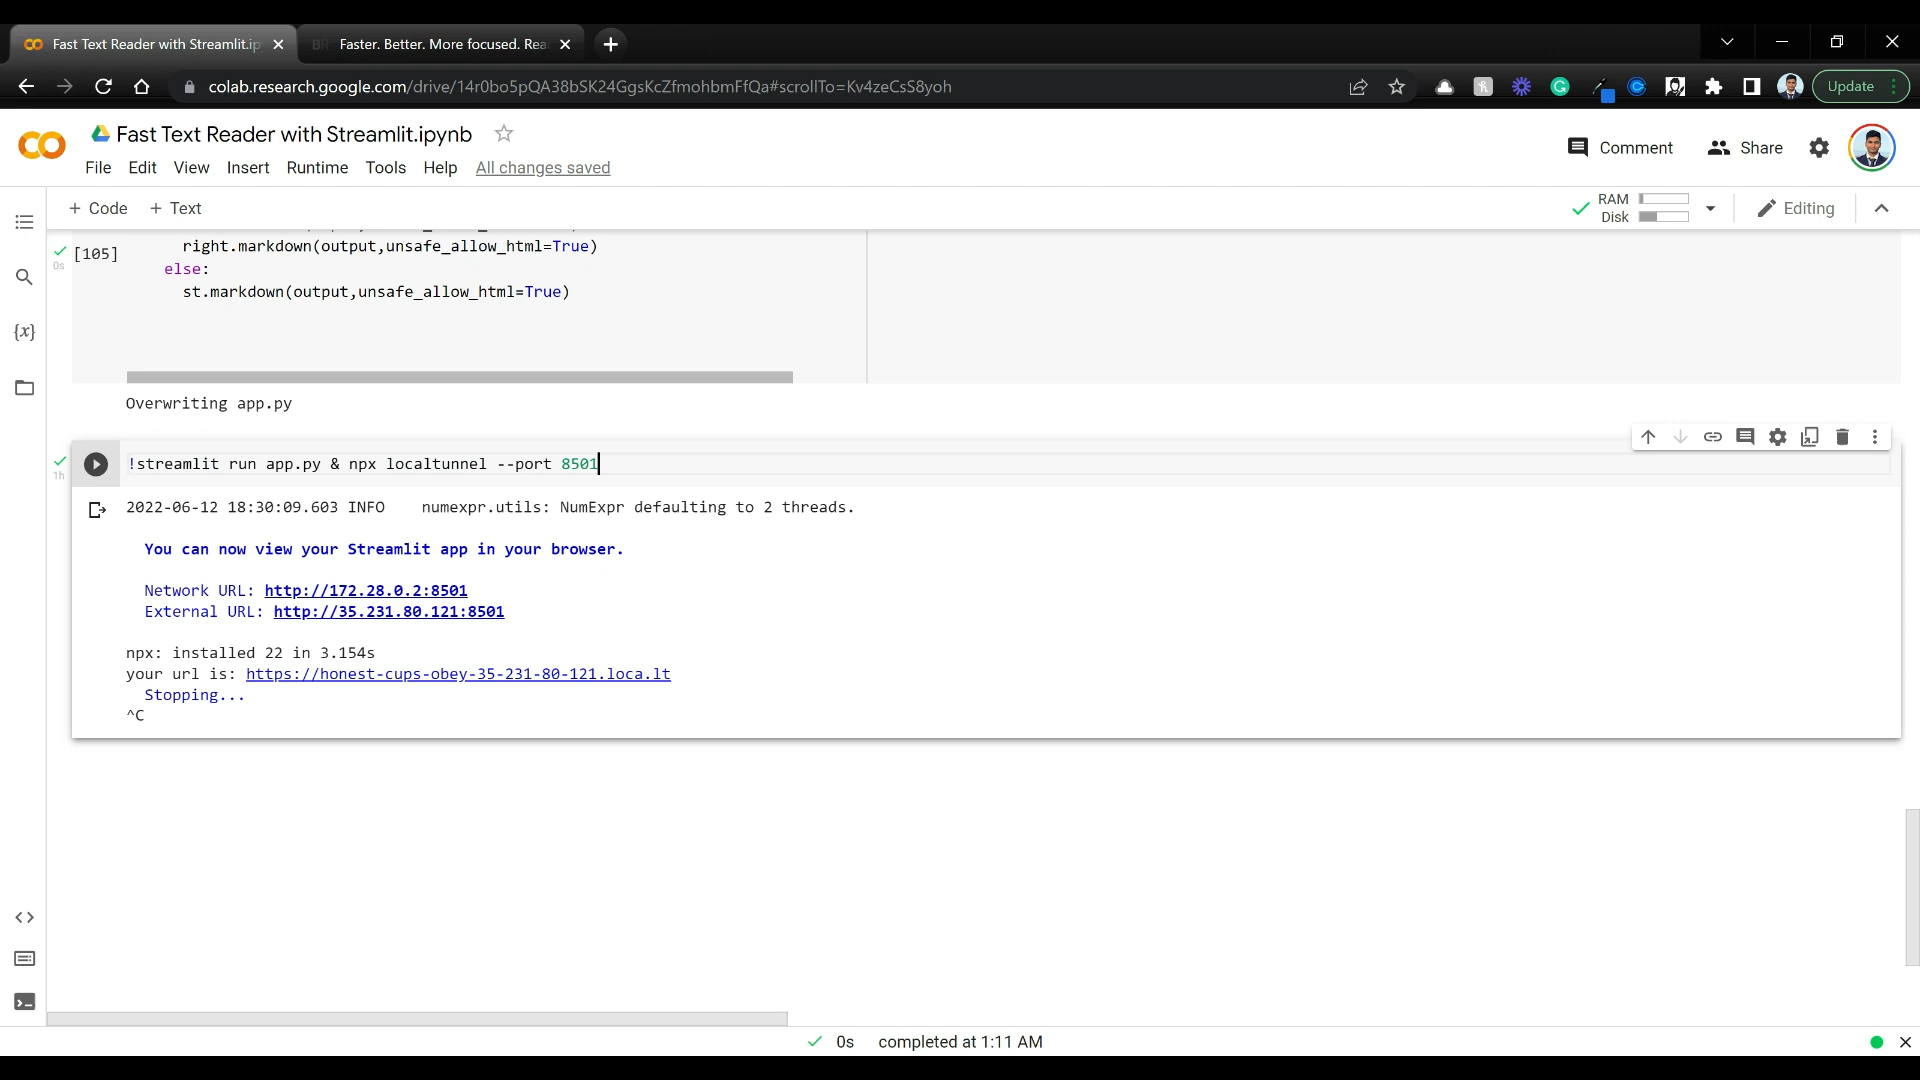 Fast Text Reader with Streamlit.ip
Faster. Better. More focused. Rea
colab.research.google.com/drive/14r0bo5pQA38bSK24GgsKcZfmohbmFfQa#scrollTo=Kv4zeCsS8yoh
Update
Fast Text Reader with Streamlit.ipynb
Comment
Share
File Edit View Insert Runtime Tools Help All changes saved
+ Code + Text
RAM
Disk
Editing
[105]
0s
right.markdown(output,unsafe_allow_html=True)
else:
st.markdown(output,unsafe_allow_html=True)
Overwriting app.py
1h
!streamlit run app.py & npx localtunnel --port 8501
2022-06-12 18:30:09.603 INFO numexpr.utils: NumExpr defaulting to 2 threads.
You can now view your Streamlit app in your browser.
Network URL: http://172.28.0.2:8501
External URL: http://35.231.80.121:8501
npx: installed 22 in 3.154s
your url is: https://honest-cups-obey-35-231-80-121.loca.lt
Stopping...
^C
0s completed at 1:11 AM